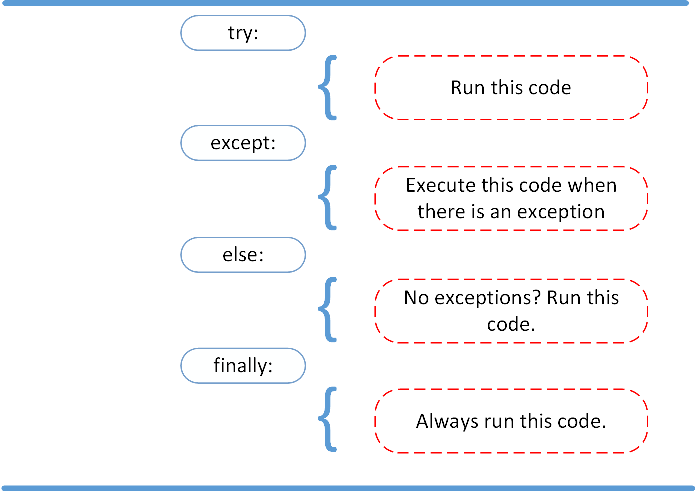 try:
Run this code
except:
Execute this code when
there is an exception
else:
No exceptions? Run this
code.
finally:
Always run this code.